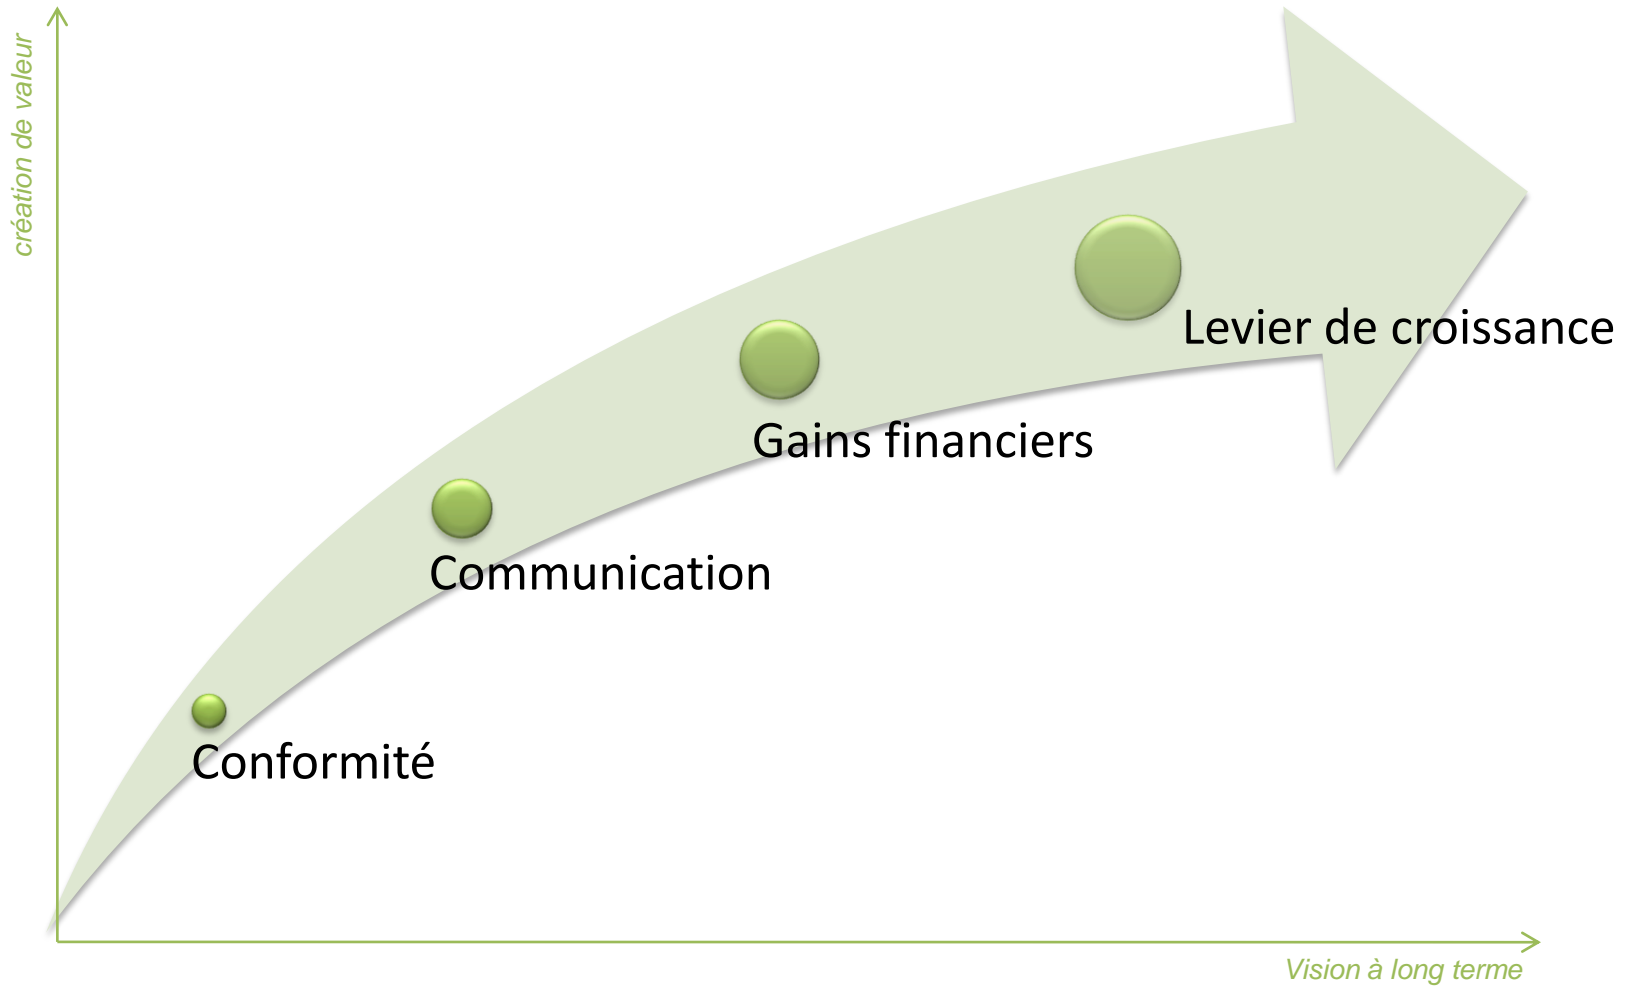 création de valeur
Levier de croissance
Gains financiers
Communication
Conformité
Vision à long terme